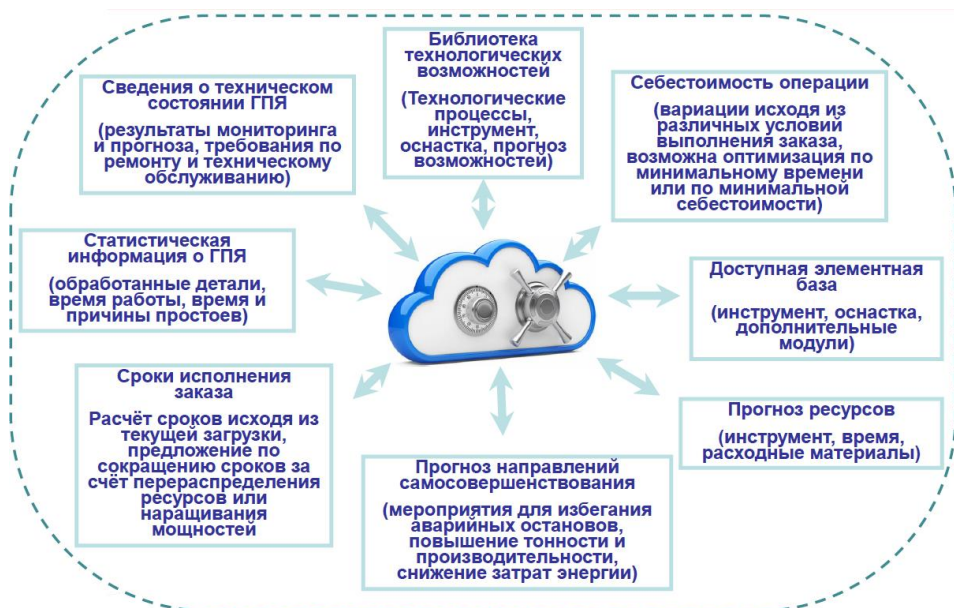 Библиотека
технологических
возможностей
(Технологические
процессы,
инструмент,
оснастка, прогноз
возможностей)
Сведения о техническом
состоянии ГПЯ
(результаты мониторинга
и прогноза, требования по
ремонту и техническому
обслуживанию)
Себестоимость операции
(вариации исходя из
различных условий
выполнения заказа,
возможна оптимизация по
минимальному времени
или по минимальной
себестоимости)
Статистическая
информация о ГПЯ
(обработанные детали,
время работы, время и
причины простоев)
Доступная элементная
база
(инструмент, оснастка,
дополнительные
модули)
Сроки исполнения
заказа
Расчёт сроков исходя из
текущей загрузки,
предложение по
сокращению сроков за
счёт перераспределения
ресурсов или
наращивания
мощностей
Прогноз ресурсов
(инструмент, время,
расходные материалы)
Прогноз направлений
самосовершенствования
(мероприятия для избегания
аварийных остановов,
повышение тонности и
производительности,
снижение затрат энергии)